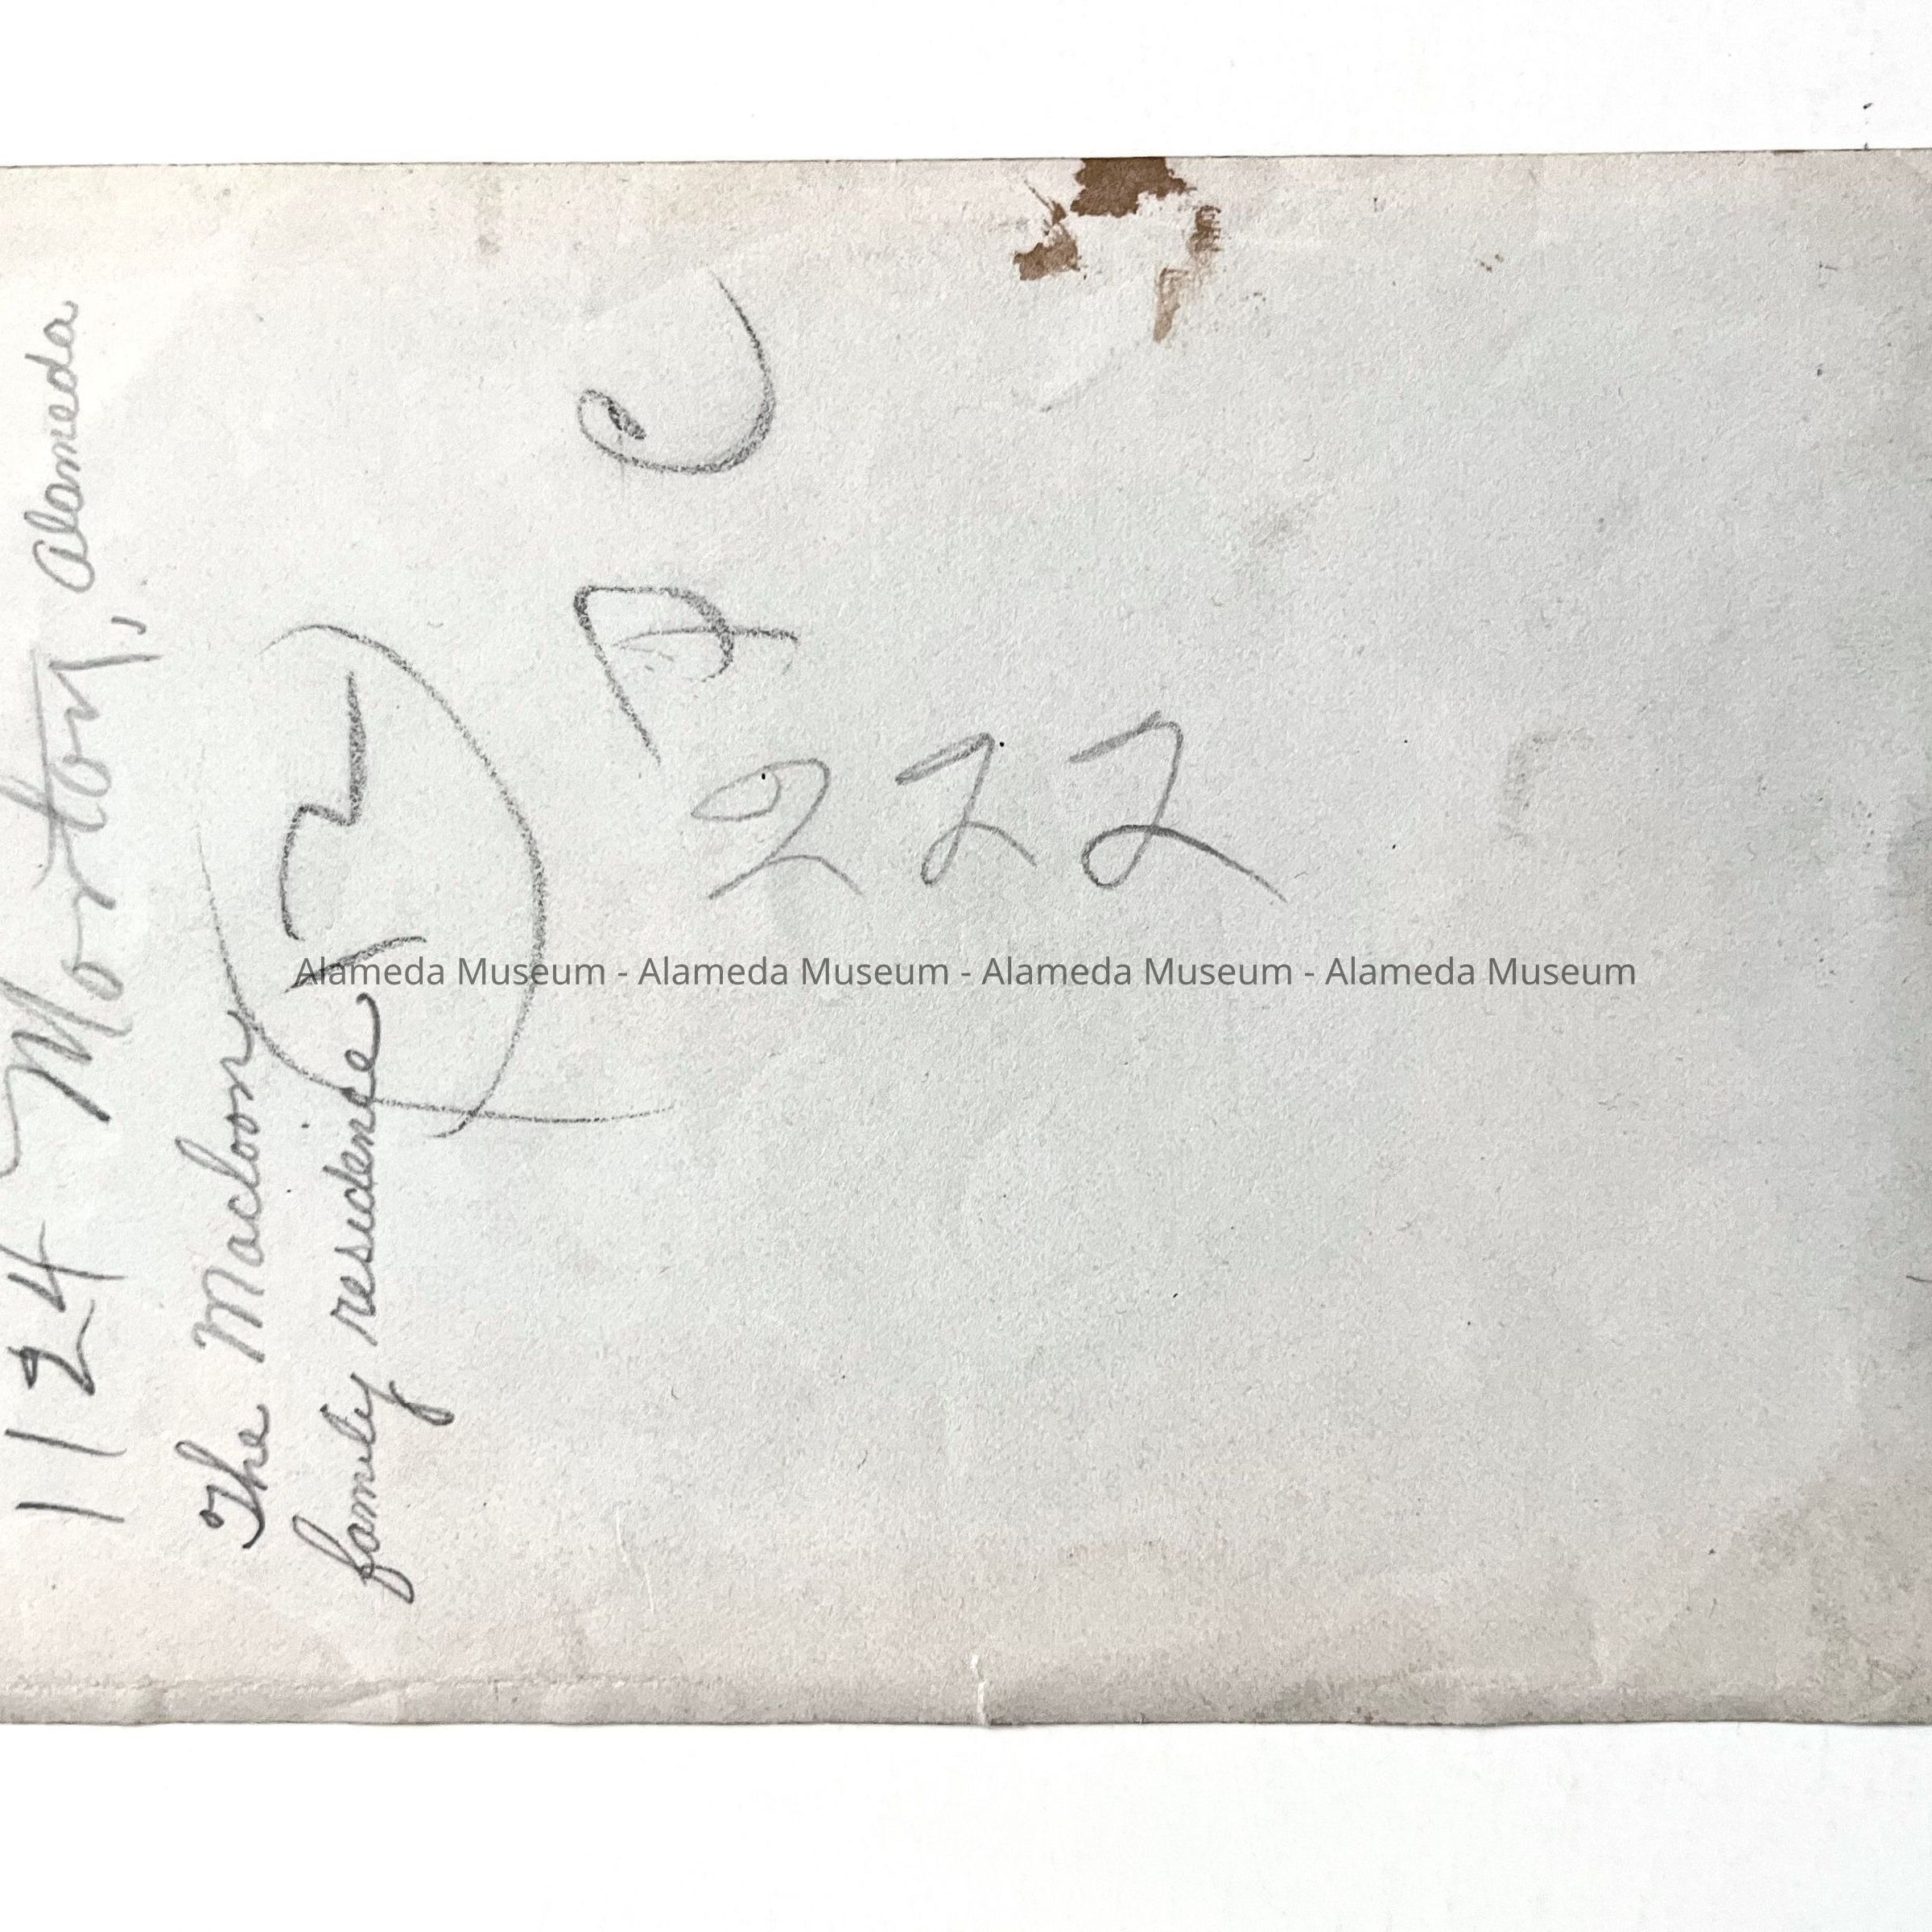 1124 Morton, Alameda
The Macloon
family residence
222
Alameda Museum - Alameda Museum - Alameda Museum - Alameda Museum